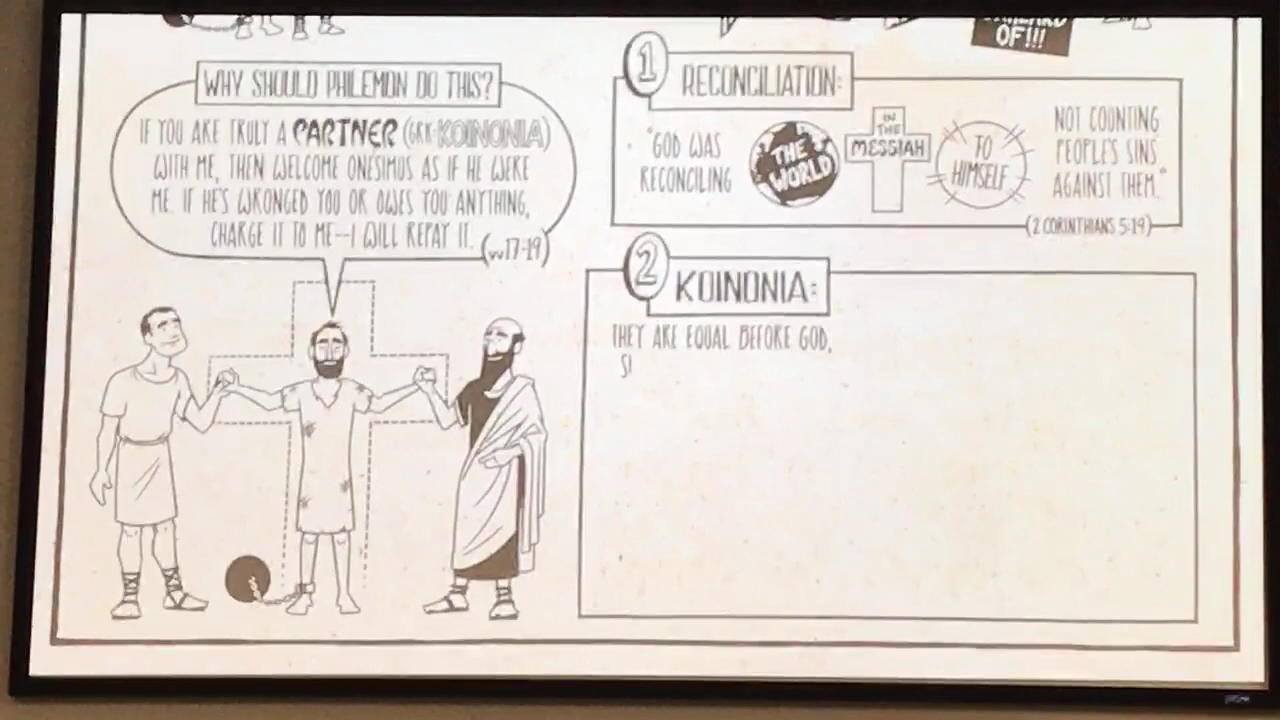 OF!!!
WHY SHOULD PHILEMON DO THIS?
IF YOU ARE TRULY A PARTNER (GRK: KOINONIA)
WITH ME, THEN WELCOME ONESIMUS AS IF HE WERE
ME. IF HE'S WRONGED YOU OR OWES YOU ANYTHING,
CHARGE IT TO ME--I WILL REPAY IT.
(vv17-19)
1 RECONCILIATION:
"GOD WAS
RECONCILING
THE
WORLD
IN
THE
MESSIAH
TO
HIMSELF
NOT COUNTING
PEOPLE'S SINS
AGAINST THEM."
(2 CORINTHIANS 5:19)
2 KOINONIA:
THEY ARE EQUAL BEFORE GOD,
SI